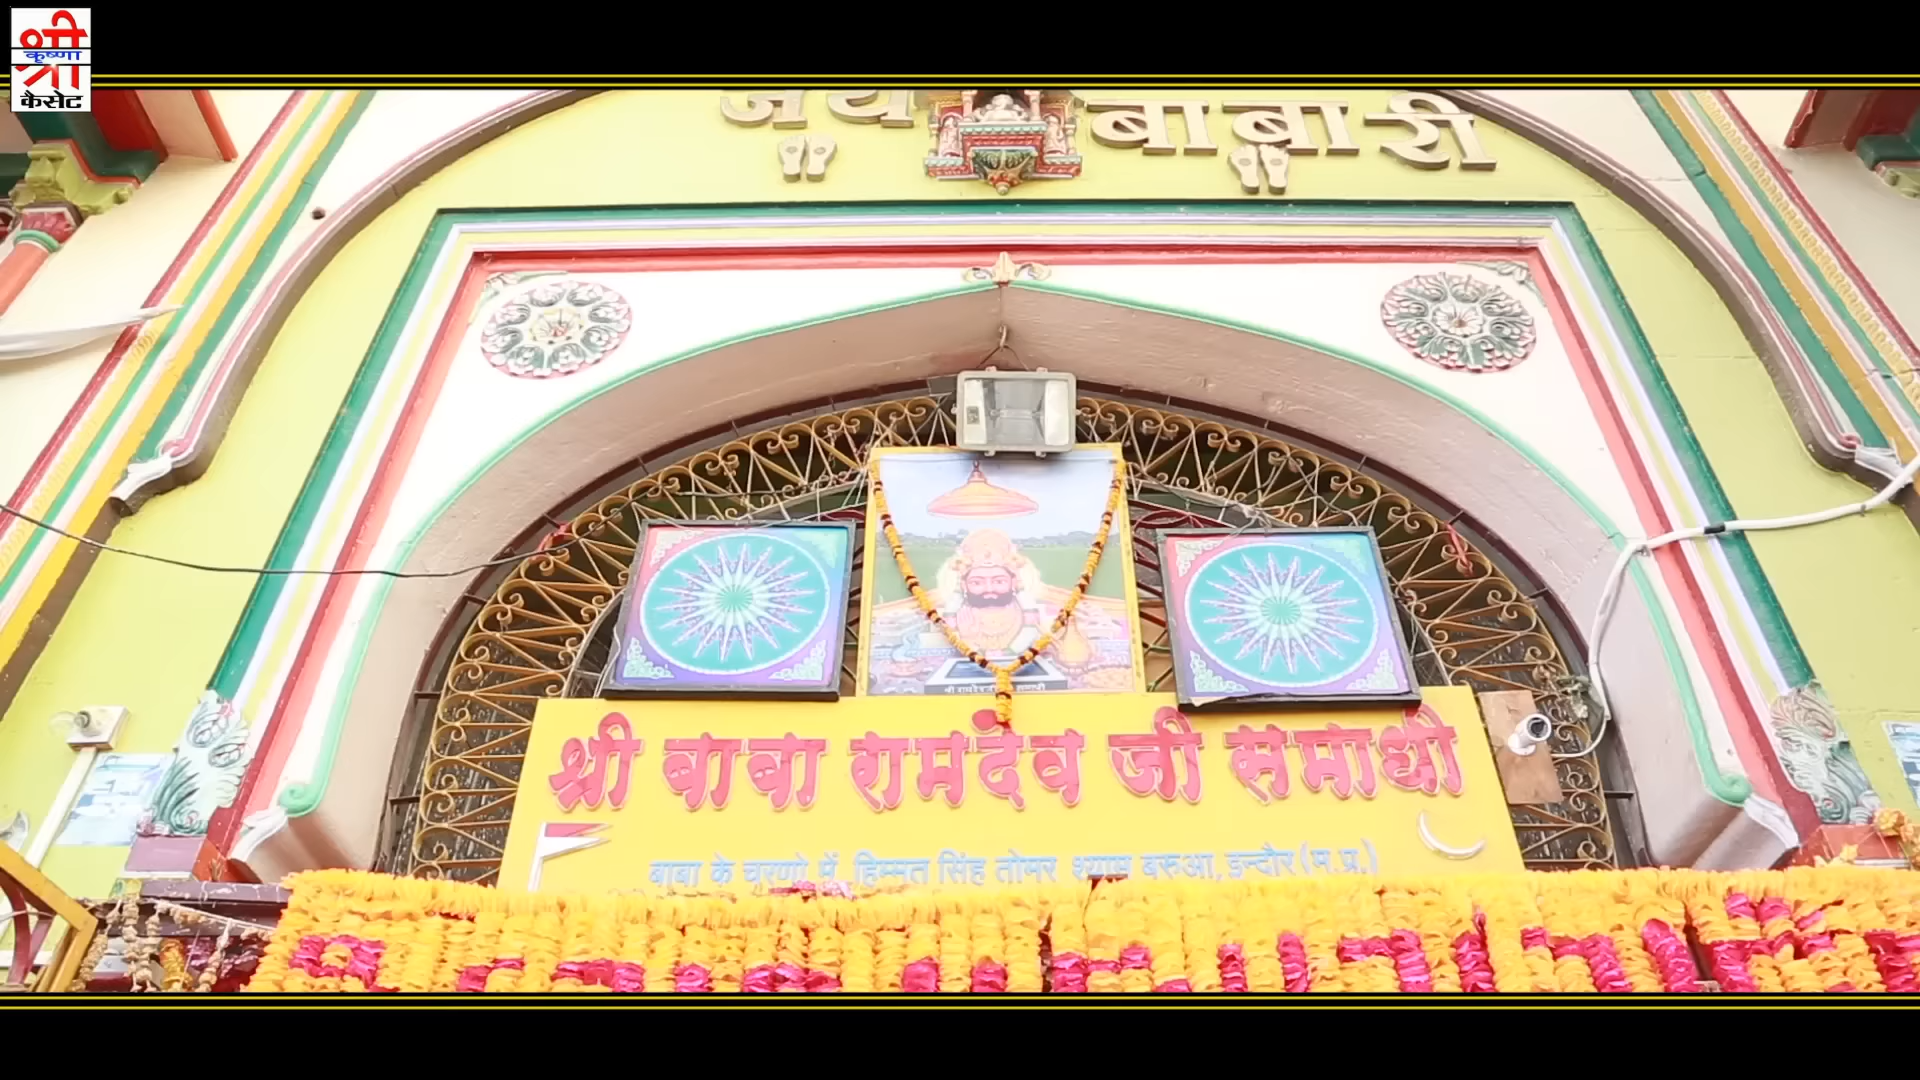 श्री
कृष्णा
श्री
कैसेट
जय बाबा री
श्री बाबा रामदेव जी समाधी
बाबा के चरणो में, हिम्मत सिंह तोमर श्याम बरुआ, इन्दौर (म.प्र.)